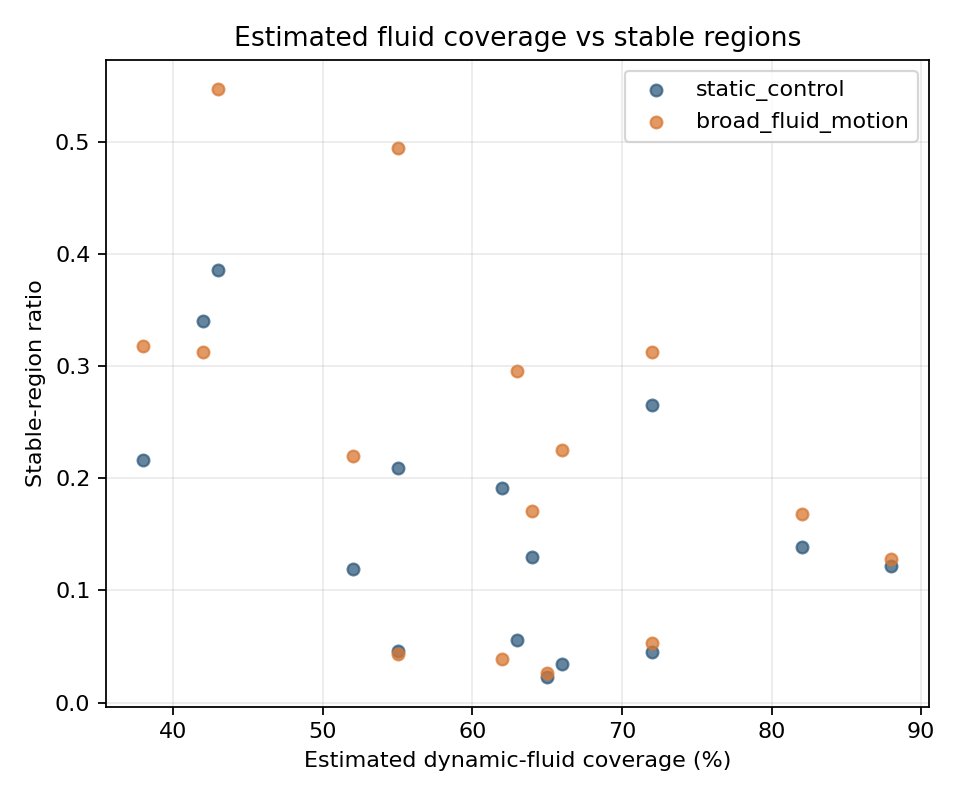 Estimated fluid coverage vs stable regions
static_control
broad_fluid_motion
Stable-region ratio
0.5
0.4
0.3
0.2
0.1
0.0
40 50 60 70 80 90
Estimated dynamic-fluid coverage (%)